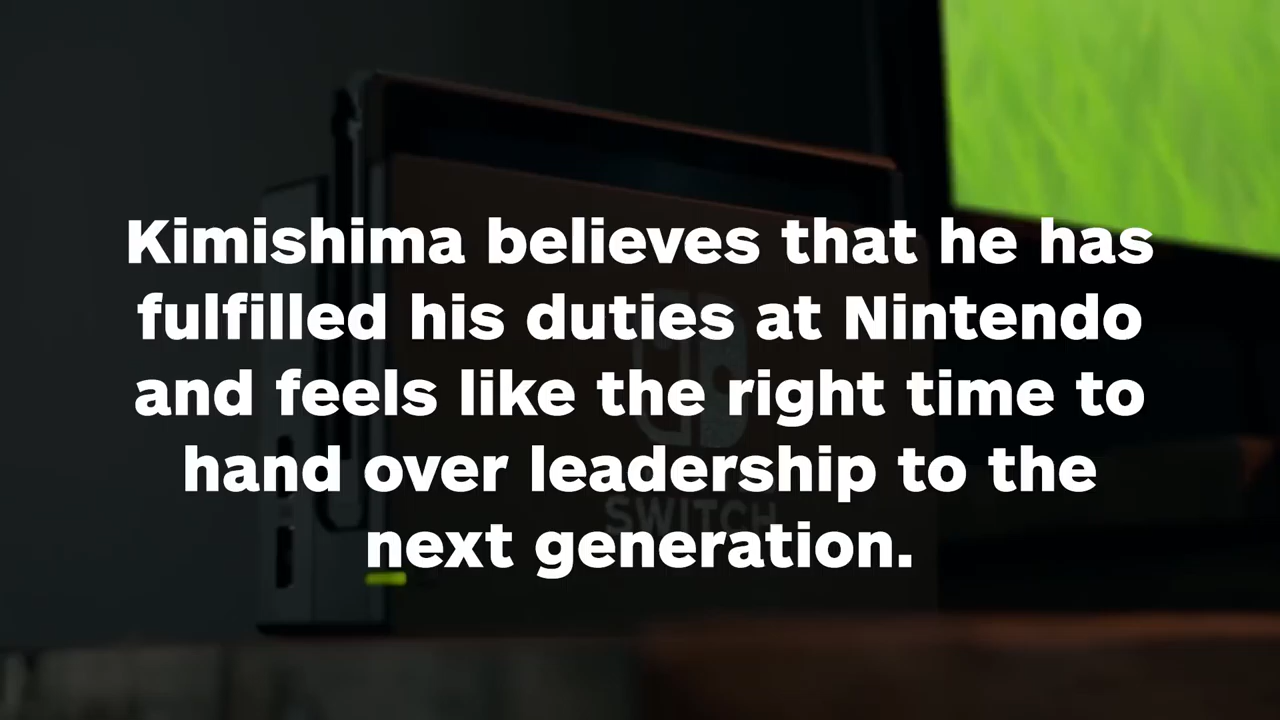 Kimishima believes that he has
fulfilled his duties at Nintendo
and feels like the right time to
hand over leadership to the
next generation.
SWITCH